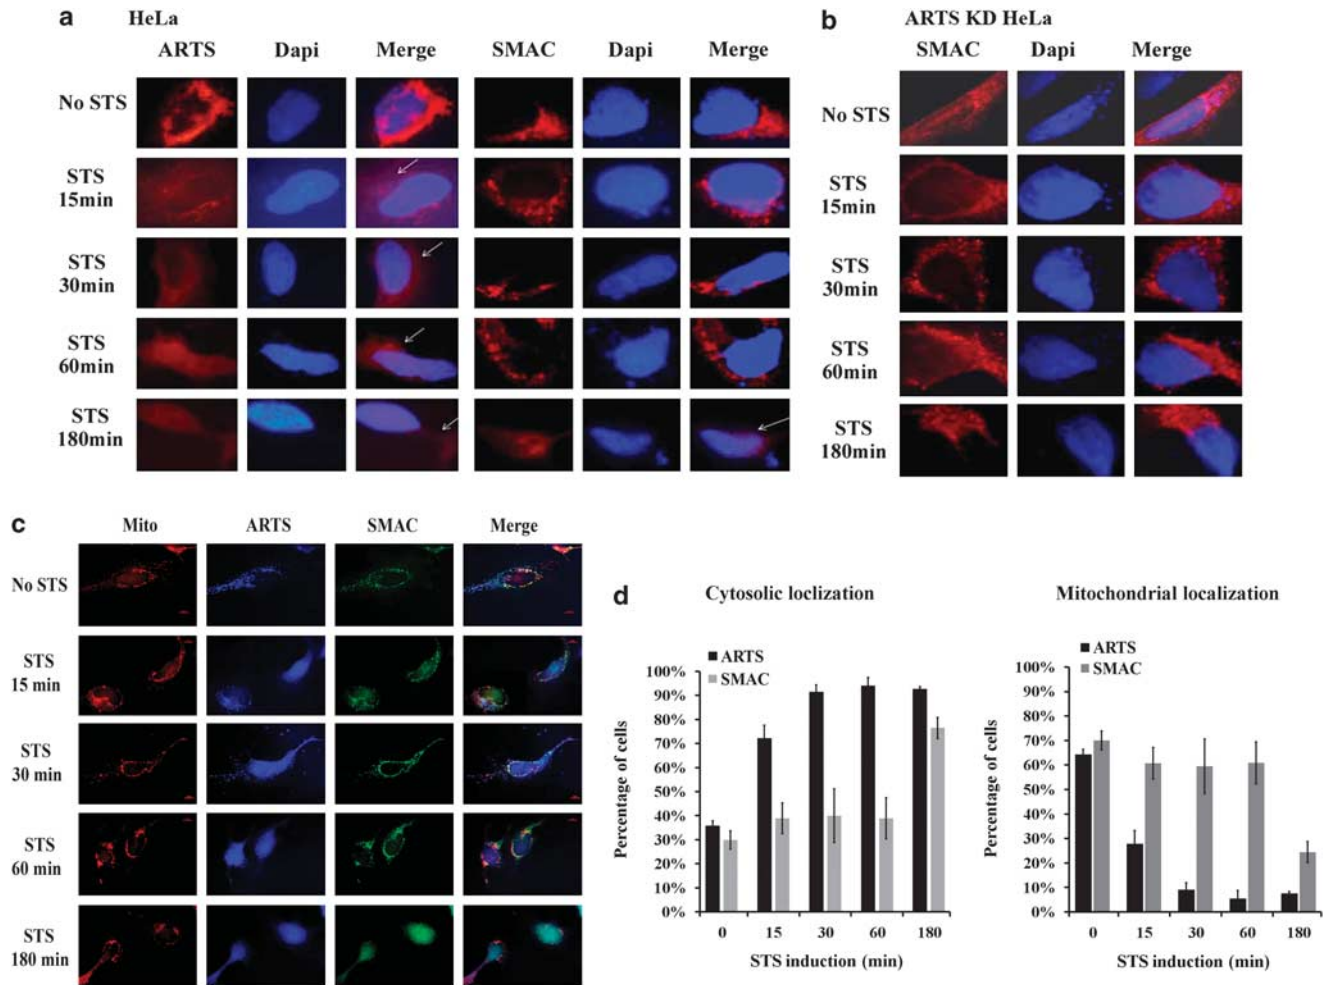 a HeLa
ARTS Dapi Merge SMAC Dapi Merge
No STS
STS
15min
STS
30min
STS
60min
STS
180min
b ARTS KD HeLa
SMAC Dapi Merge
No STS
STS
15min
STS
30min
STS
60min
STS
180min
c
Mito ARTS SMAC Merge
No STS
STS
15 min
STS
30 min
STS
60 min
STS
180 min
d Cytosolic loclization
ARTS
SMAC
Percentage of cells
100%
90%
80%
70%
60%
50%
40%
30%
20%
10%
0%
0 15 30 60 180
STS induction (min)
Mitochondrial localization
ARTS
SMAC
Percentage of cells
100%
90%
80%
70%
60%
50%
40%
30%
20%
10%
0%
0 15 30 60 180
STS induction (min)